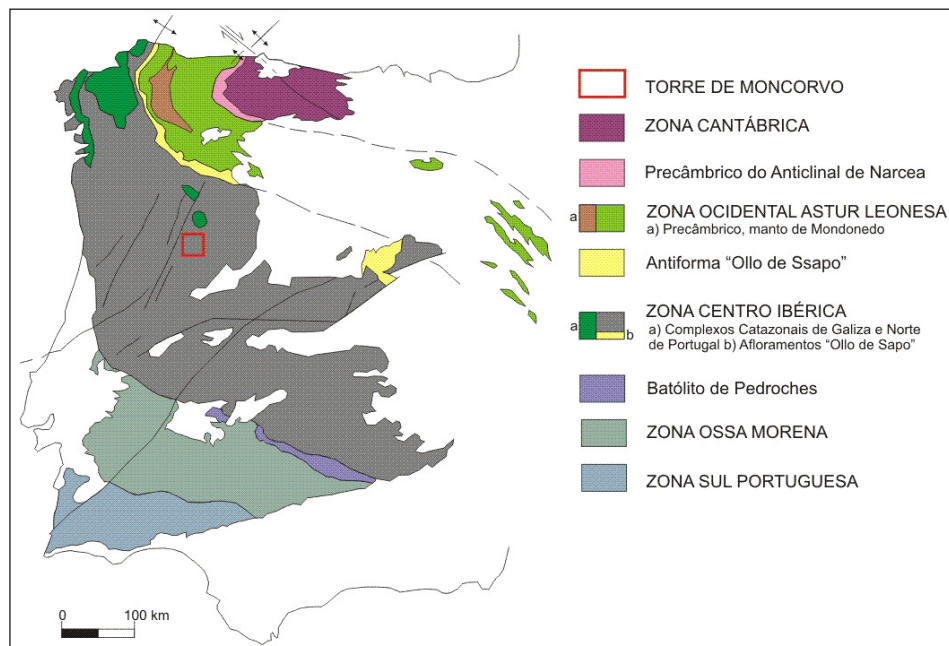 TORRE DE MONCORVO
ZONA CANTÁBRICA
Precâmbrico do Anticlinal de Narcea
a
ZONA OCIDENTAL ASTUR LEONESA
a) Precâmbrico, manto de Mondonedo
Antiforma “Ollo de Ssapo”
a
b
ZONA CENTRO IBÉRICA
a) Complexos Catazonais de Galiza e Norte
de Portugal b) Afloramentos “Ollo de Sapo”
Batólito de Pedroches
ZONA OSSA MORENA
ZONA SUL PORTUGUESA
0 100 km